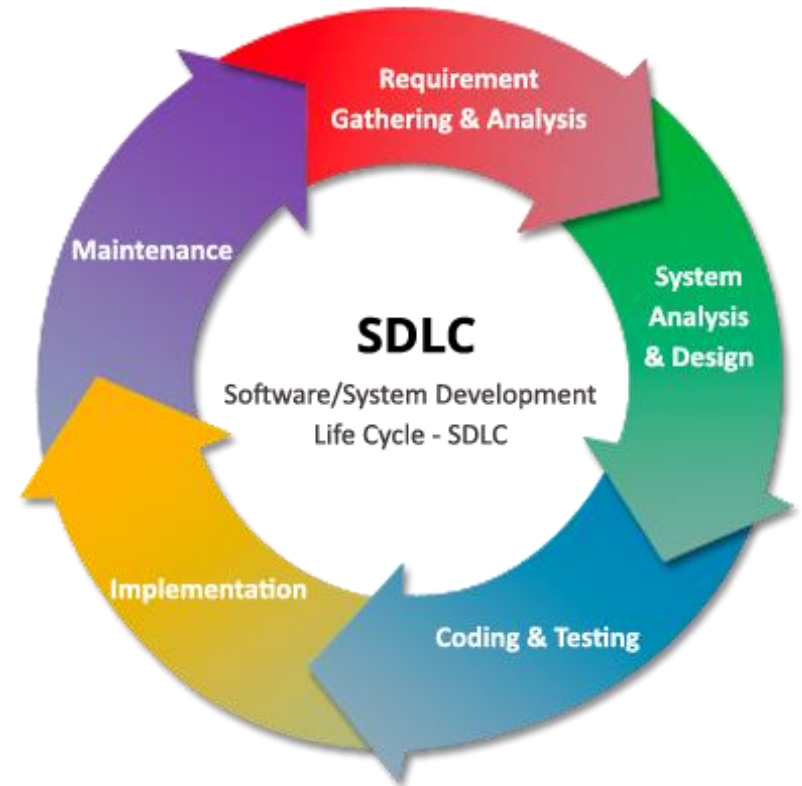 Requirement
Gathering & Analysis
System
Analysis
& Design
Coding & Testing
Implementation
Maintenance
SDLC
Software/System Development
Life Cycle - SDLC